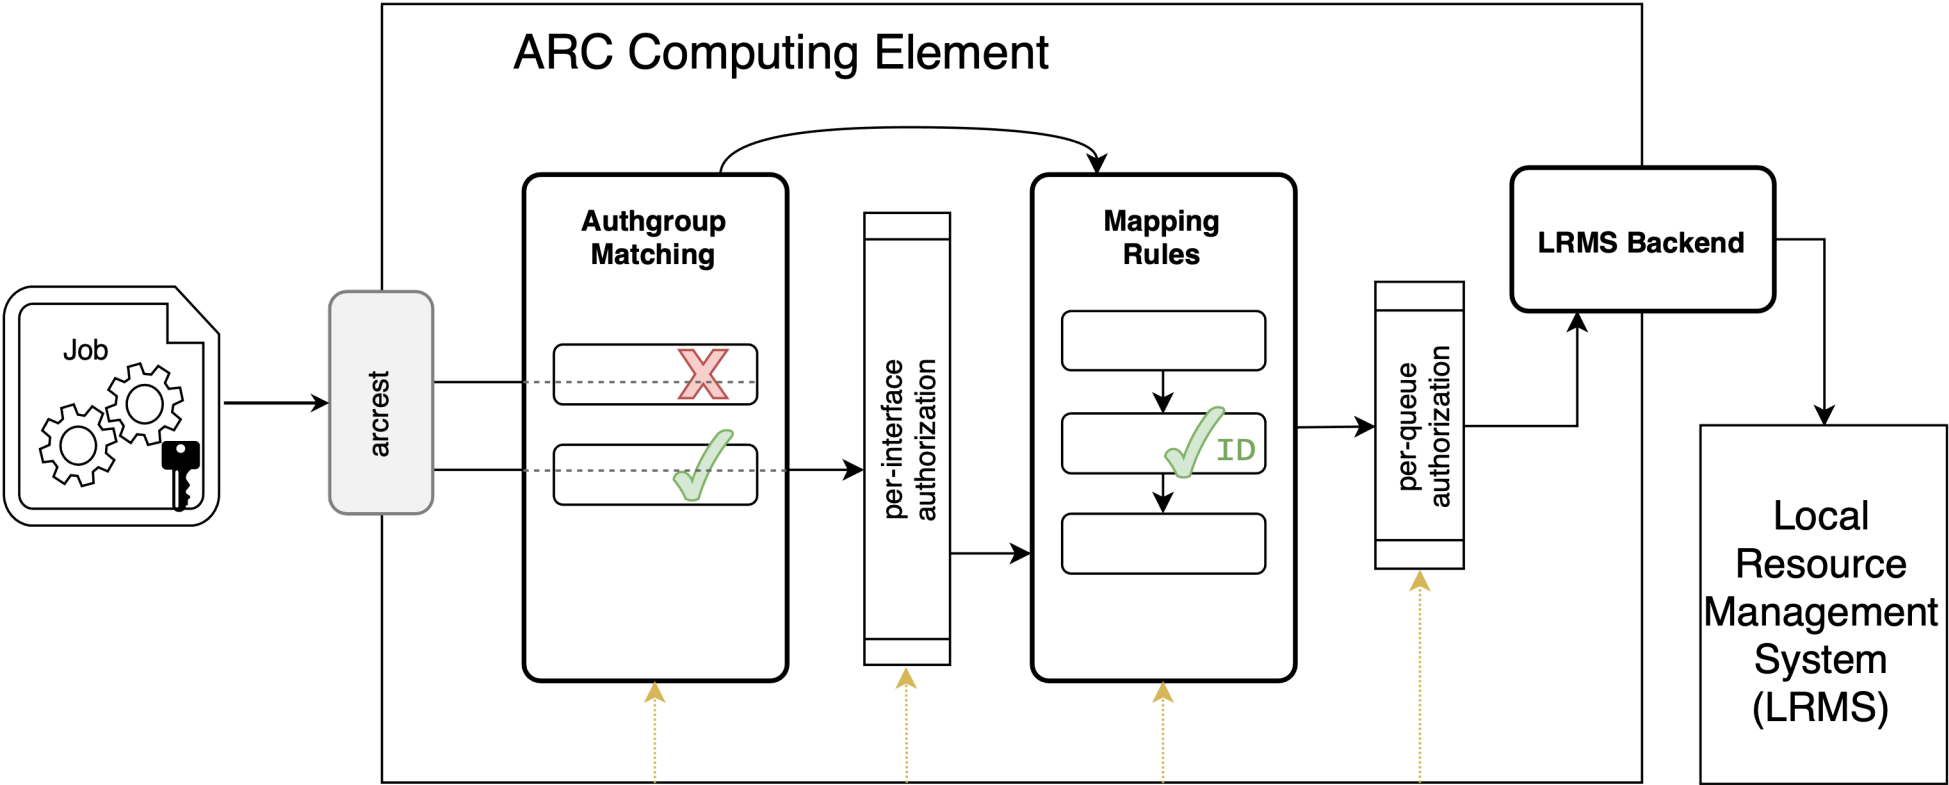 ARC Computing Element
Job
arcrest
Authgroup
Matching
X
per-interface
authorization
Mapping
Rules
ID
per-queue
authorization
LRMS Backend
Local
Resource
Management
System
(LRMS)